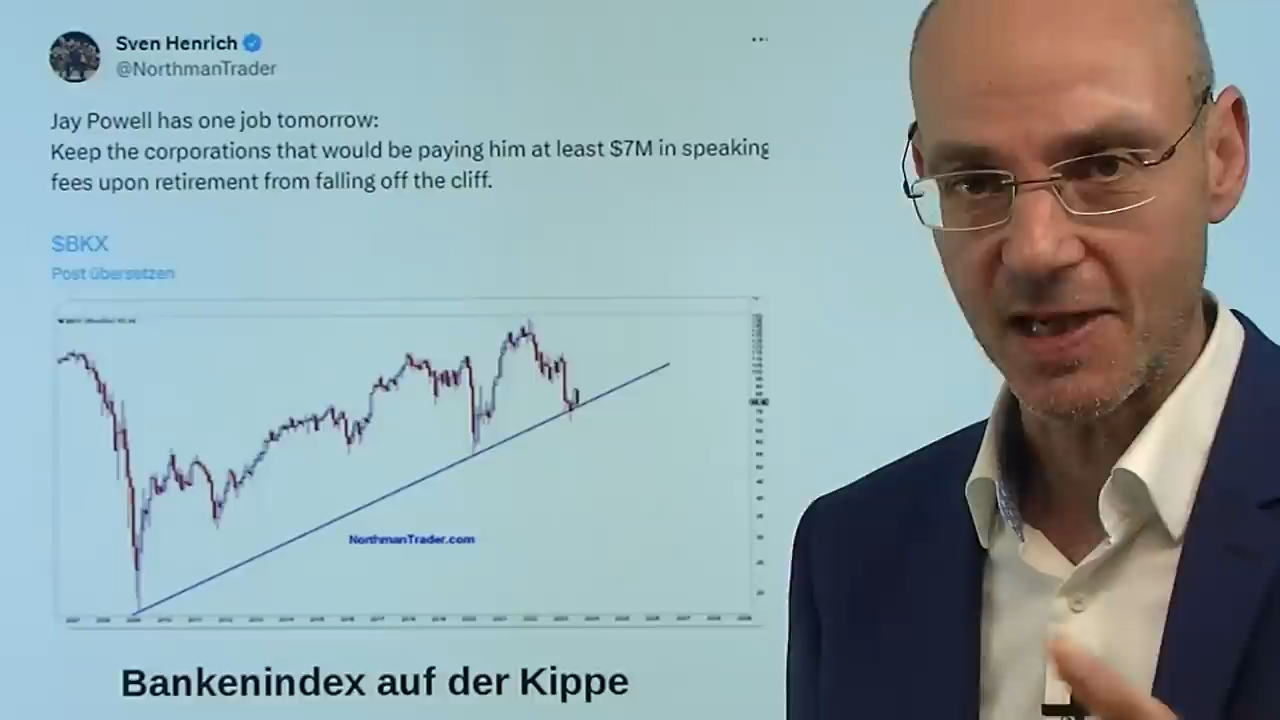 Sven Henrich
@NorthmanTrader
Jay Powell has one job tomorrow:
Keep the corporations that would be paying him at least $7M in speaking
fees upon retirement from falling off the cliff.
$BKX
Post übersetzen
NorthmanTrader.com
Bankenindex auf der Kippe